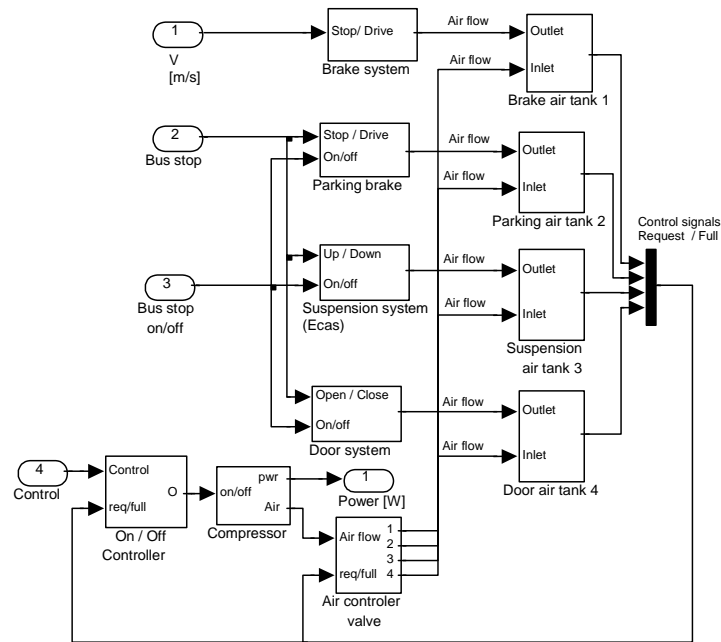 1
V
[m/s]
Stop/ Drive
Brake system
Air flow
Outlet
Air flow
Inlet
Brake air tank 1
2
Bus stop
Stop / Drive
On/off
Parking brake
Air flow
Outlet
Air flow
Inlet
Parking air tank 2
Control signals
Request / Full
3
Bus stop
on/off
Up / Down
On/off
Suspension system
(Ecas)
Air flow
Outlet
Air flow
Inlet
Suspension
air tank 3
Open / Close
On/off
Door system
Air flow
Outlet
Air flow
Inlet
Door air tank 4
4
Control
Control
req/full
O
On / Off
Controller
on/off
pwr
Air
Compressor
1
Power [W]
Air flow
req/full
1
2
3
4
Air controler
valve